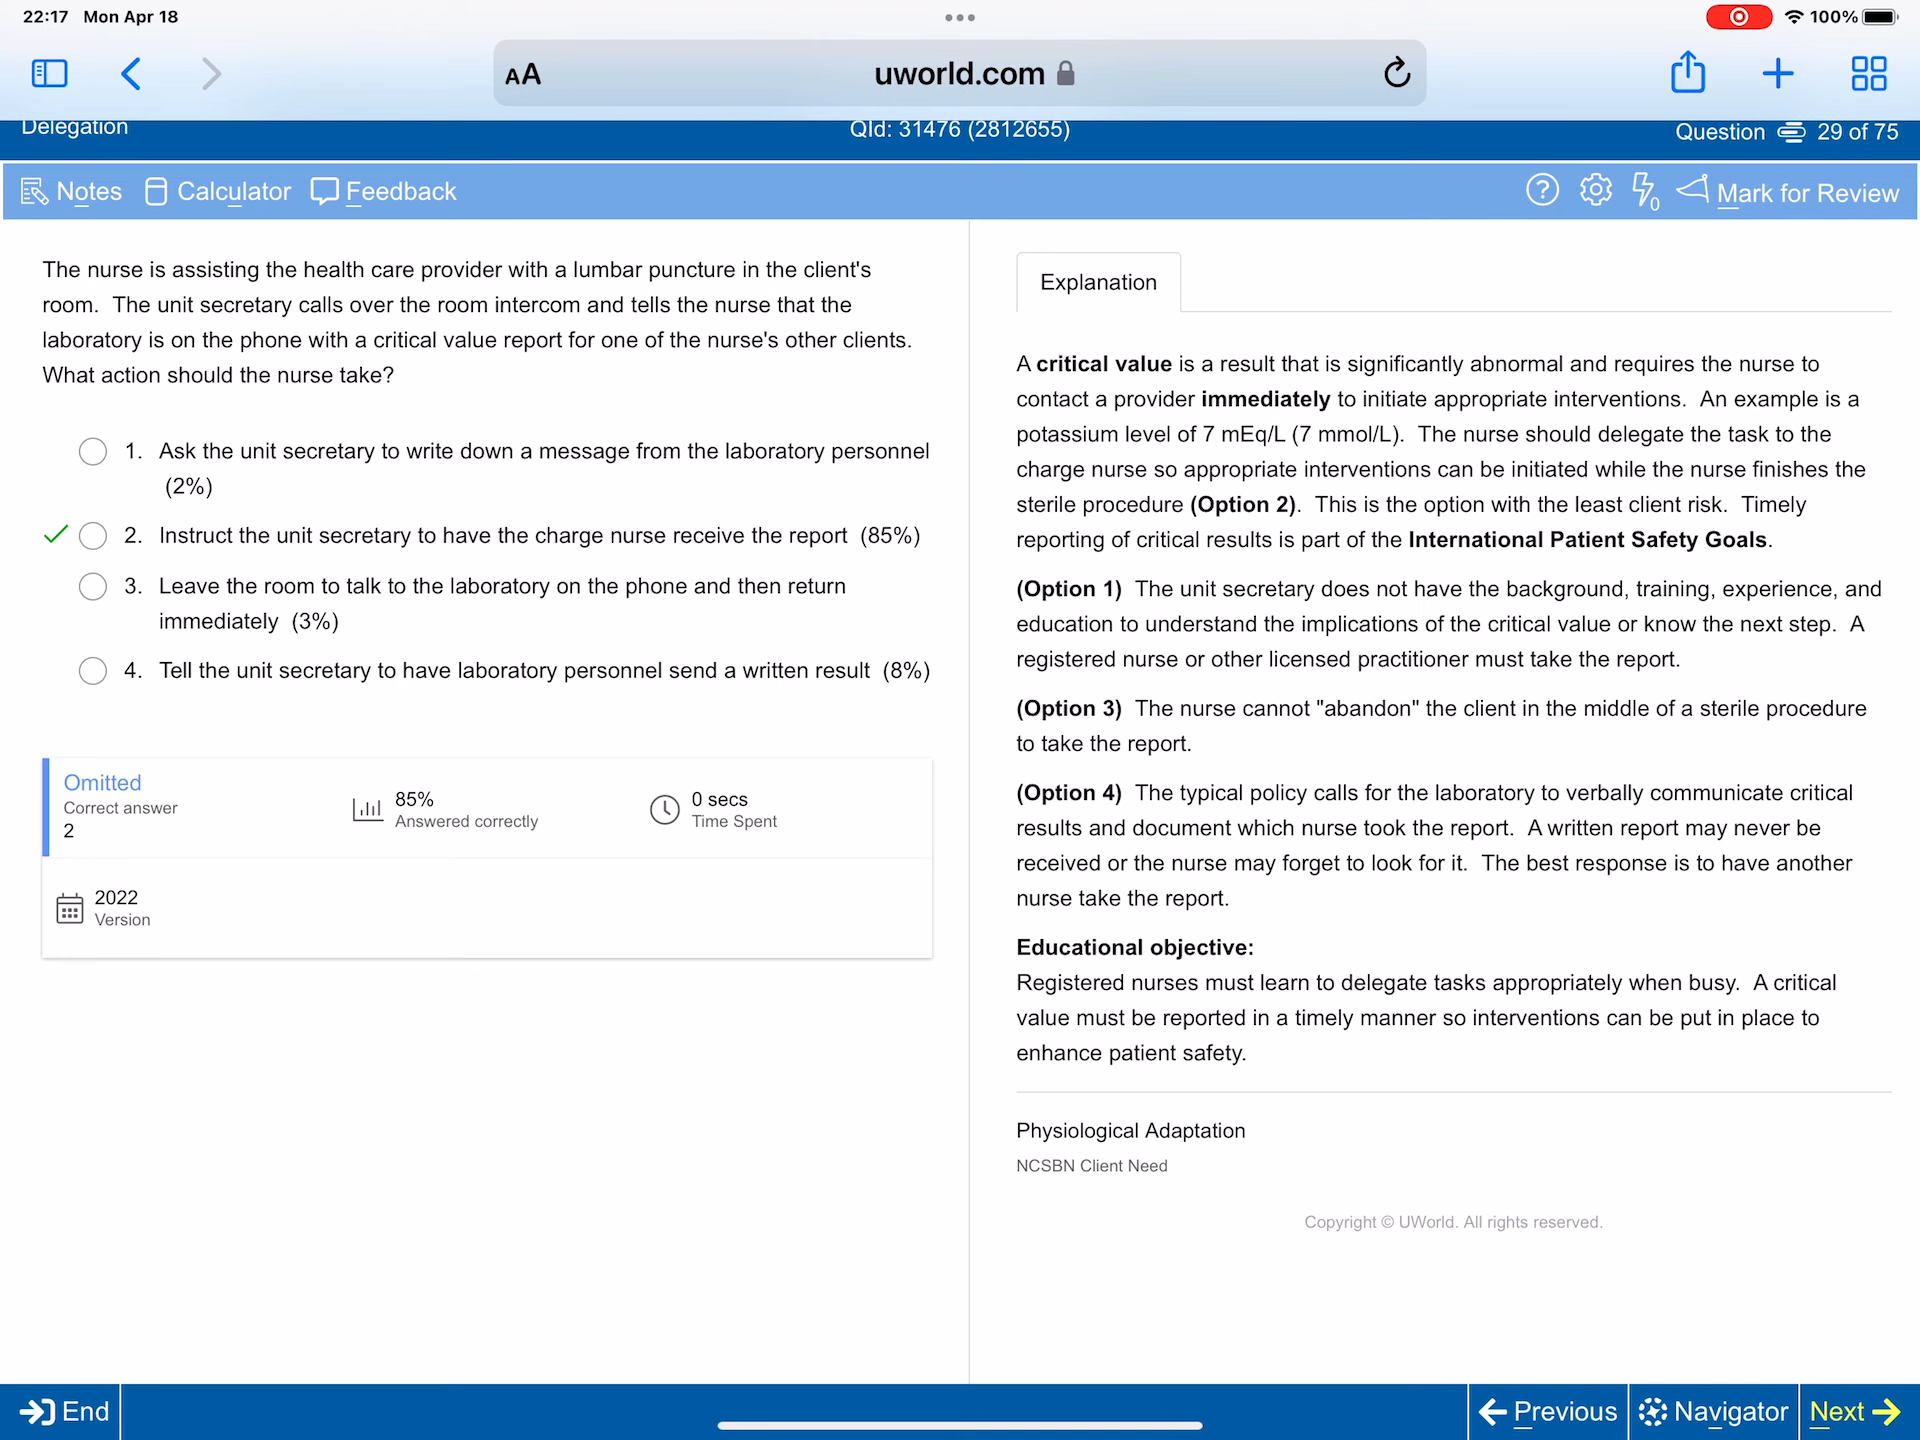 22:17 Mon Apr 18
100%
AA
uworld.com
Delegation
QId: 31476 (2812655)
Question 29 of 75
Notes
Calculator
Feedback
0
Mark for Review
The nurse is assisting the health care provider with a lumbar puncture in the client's
room. The unit secretary calls over the room intercom and tells the nurse that the
laboratory is on the phone with a critical value report for one of the nurse's other clients.
What action should the nurse take?
1. Ask the unit secretary to write down a message from the laboratory personnel
(2%)
2. Instruct the unit secretary to have the charge nurse receive the report (85%)
3. Leave the room to talk to the laboratory on the phone and then return
immediately (3%)
4. Tell the unit secretary to have laboratory personnel send a written result (8%)
Omitted
Correct answer
2
85%
Answered correctly
0 secs
Time Spent
2022
Version
Explanation
A critical value is a result that is significantly abnormal and requires the nurse to
contact a provider immediately to initiate appropriate interventions. An example is a
potassium level of 7 mEq/L (7 mmol/L). The nurse should delegate the task to the
charge nurse so appropriate interventions can be initiated while the nurse finishes the
sterile procedure (Option 2). This is the option with the least client risk. Timely
reporting of critical results is part of the International Patient Safety Goals.
(Option 1) The unit secretary does not have the background, training, experience, and
education to understand the implications of the critical value or know the next step. A
registered nurse or other licensed practitioner must take the report.
(Option 3) The nurse cannot "abandon" the client in the middle of a sterile procedure
to take the report.
(Option 4) The typical policy calls for the laboratory to verbally communicate critical
results and document which nurse took the report. A written report may never be
received or the nurse may forget to look for it. The best response is to have another
nurse take the report.
Educational objective:
Registered nurses must learn to delegate tasks appropriately when busy. A critical
value must be reported in a timely manner so interventions can be put in place to
enhance patient safety.
Physiological Adaptation
NCSBN Client Need
Copyright © UWorld. All rights reserved.
End
Previous
Navigator
Next